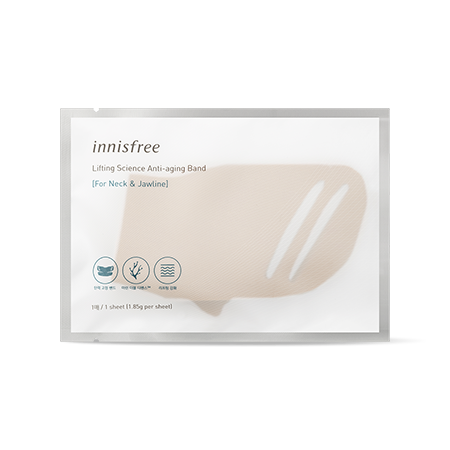 innisfree
Lifting Science Anti-aging Band
[For Neck & Jawline]
1매 / 1 sheet (1.85g per sheet)